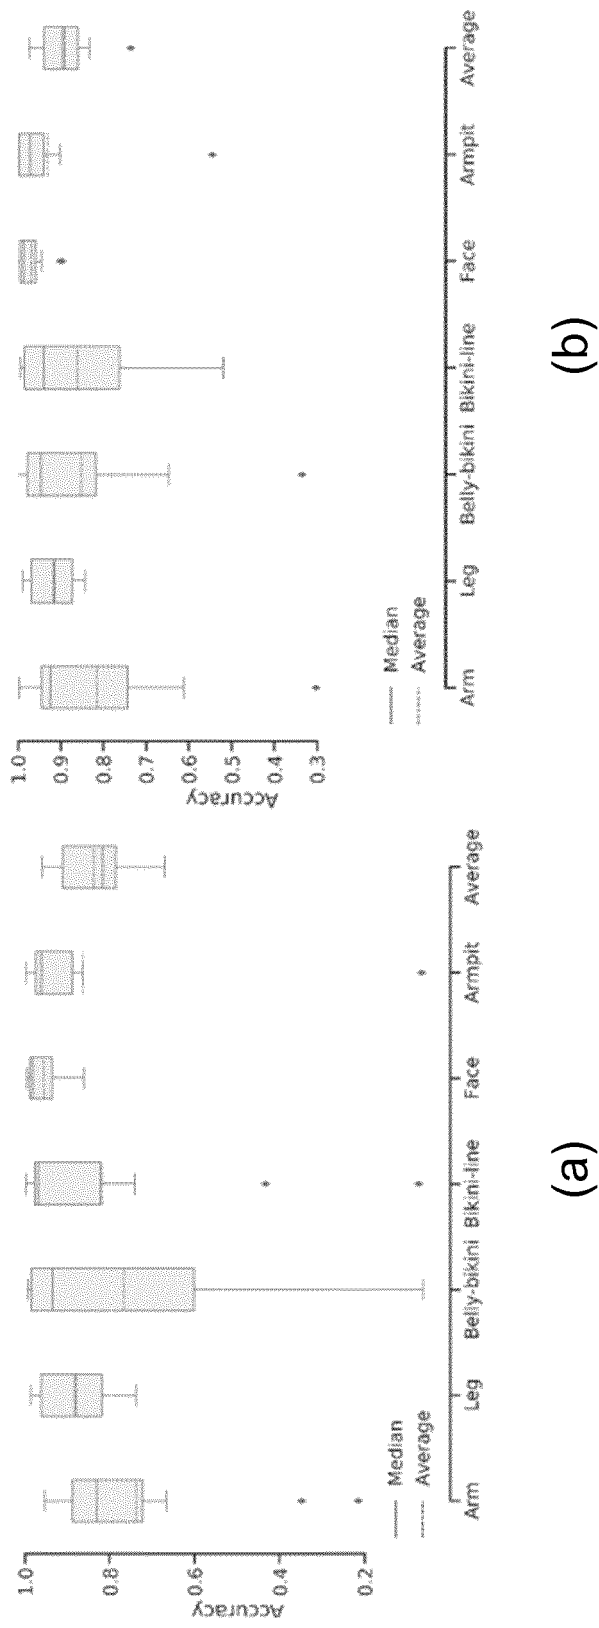 Accuracy
1.0
0.8
0.6
0.4
0.2
Median
Average
Arm Leg Belly-bikini Bikini-line Face Armpit Average
(a)
Accuracy
1.0
0.9
0.8
0.7
0.6
0.5
0.4
0.3
Median
Average
Arm Leg Belly-bikini Bikini-line Face Armpit Average
(b)